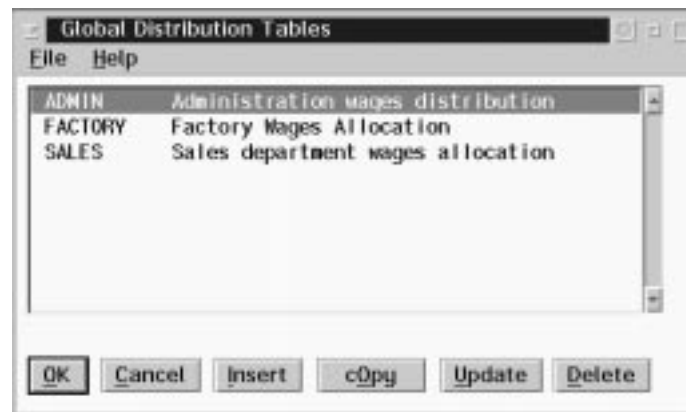 Global Distribution Tables
File Help
ADMIN Administration wages distribution
FACTORY Factory Wages Allocation
SALES Sales department wages allocation
OK Cancel Insert cOpy Update Delete